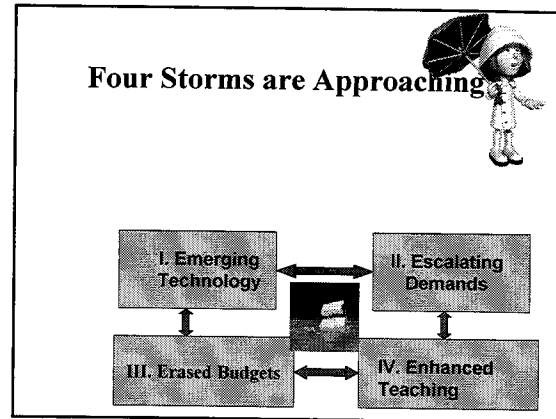 Four Storms are Approaching
I. Emerging
Technology
II. Escalating
Demands
III. Erased Budgets
IV. Enhanced
Teaching